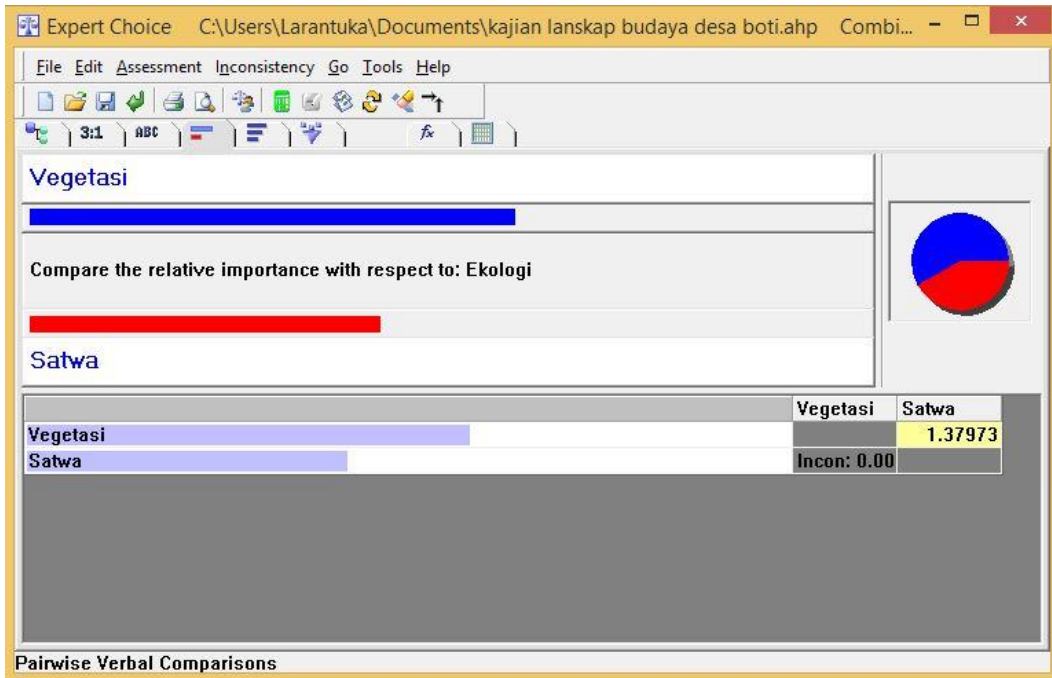 Expert Choice C:\Users\Larantuka\Documents\kajian lanskap budaya desa boti.ahp Combi...
File Edit Assessment Inconsistency Go Tools Help
3:1 ABC fx
Vegetasi
Compare the relative importance with respect to: Ekologi
Satwa
Vegetasi Satwa
Vegetasi 1.37973
Satwa Incon: 0.00
Pairwise Verbal Comparisons